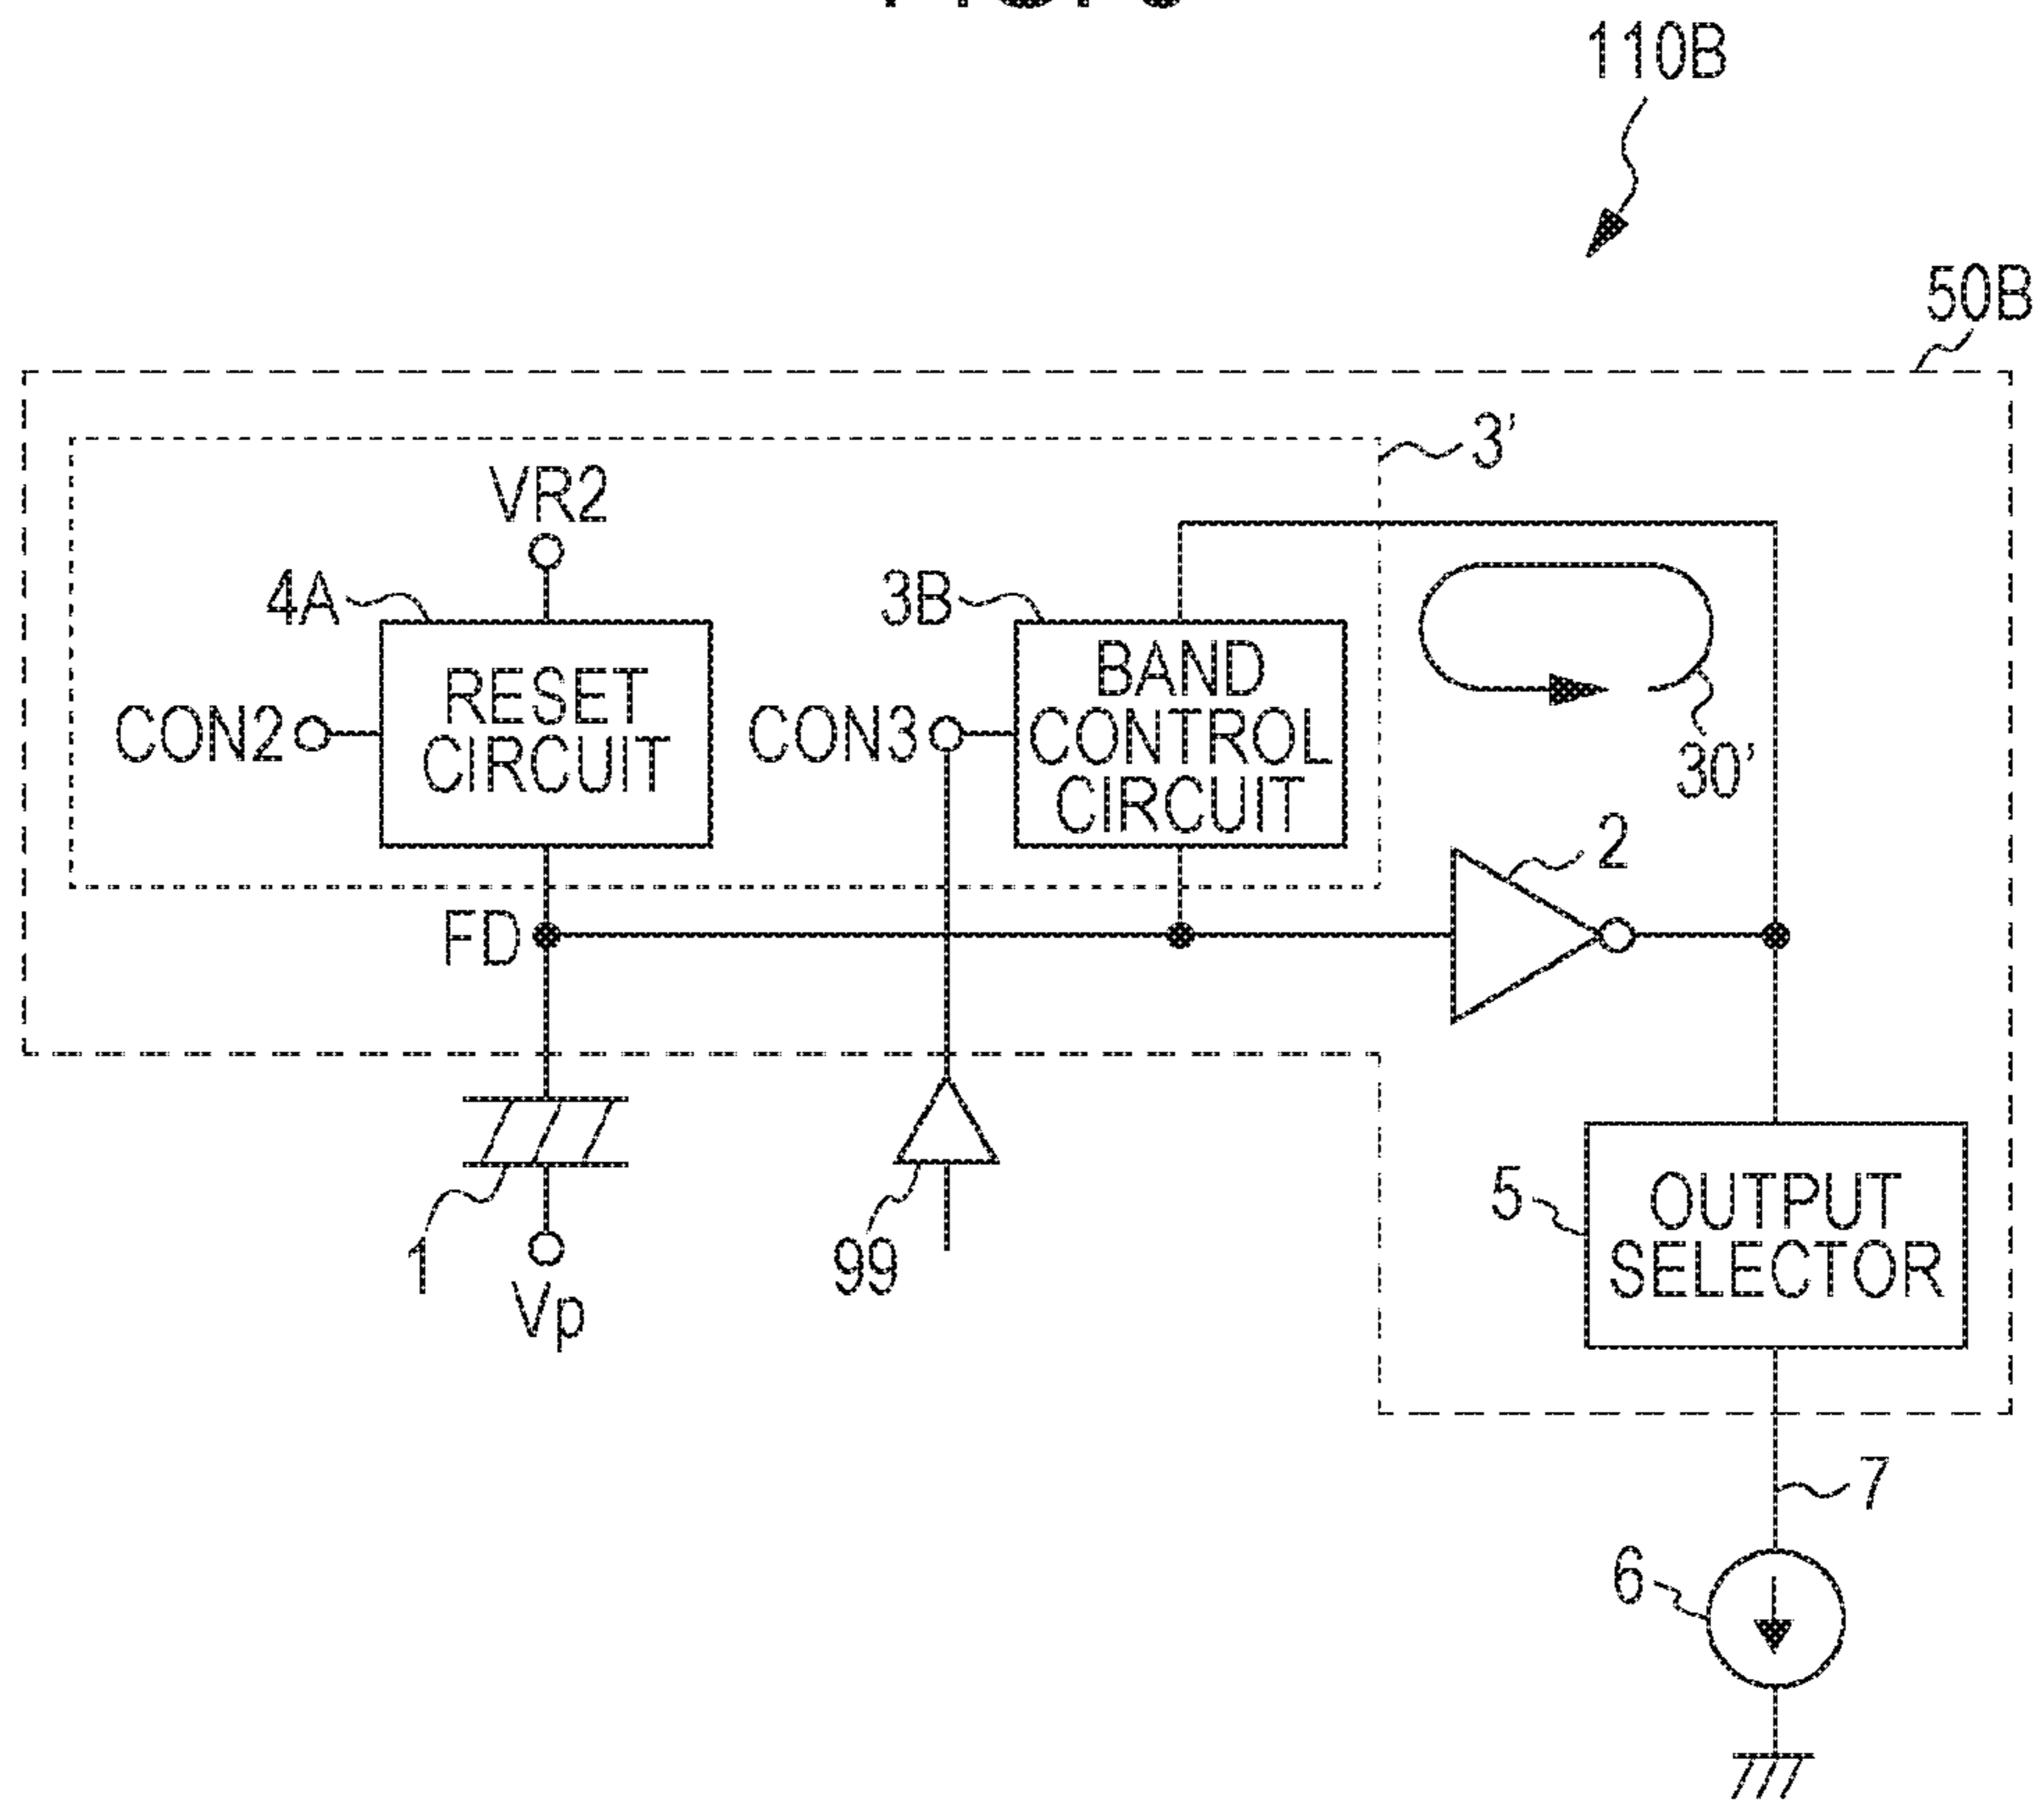 110B
50B
3'
VR2
4A
3B
RESET
CIRCUIT
BAND
CONTROL
CIRCUIT
CON2
CON3
30'
2
FD
5
OUTPUT
SELECTOR
1
99
Vp
7
6